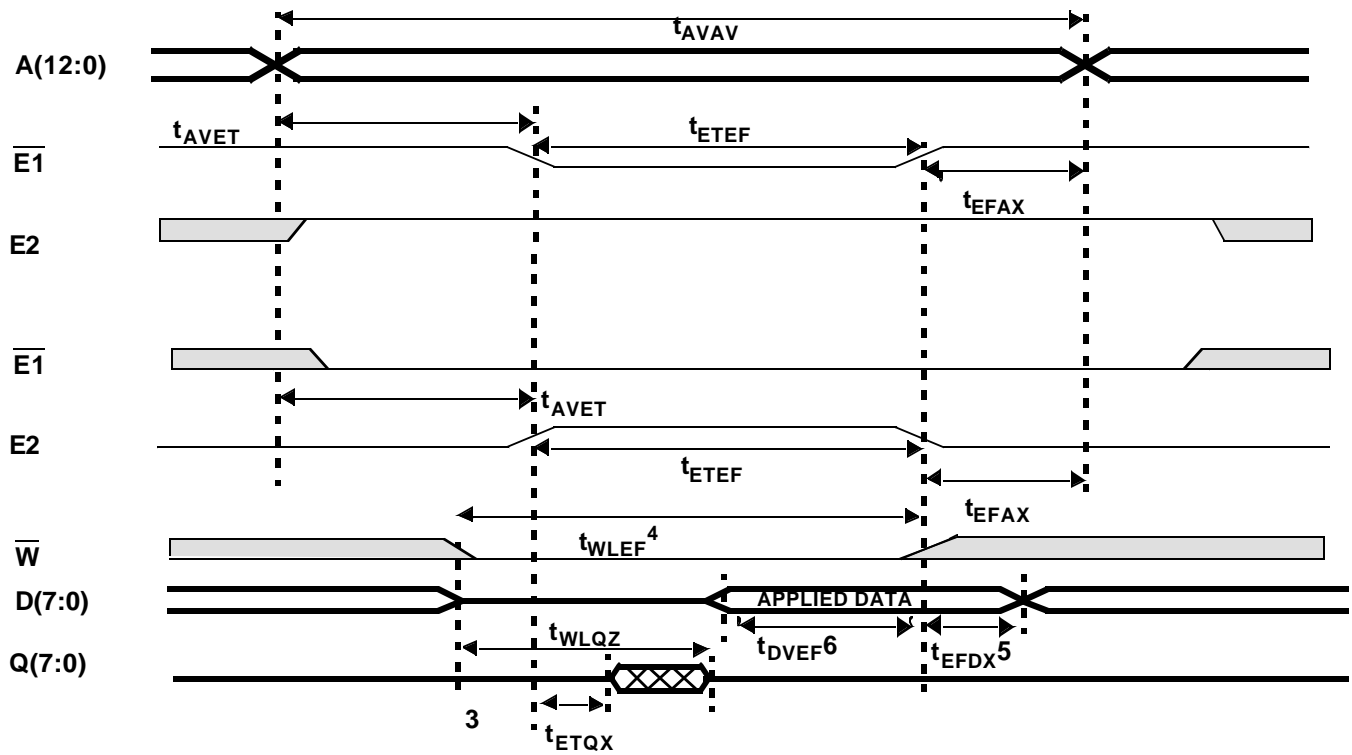 tAVAV
A(12:0)
tAVET
tETEF
E1
tEFAX
E2
E1
tAVET
E2
tETEF
tEFAX
W
tWLEF4
D(7:0)
APPLIED DATA
tWLQZ
tDVEF6
tEFDX5
Q(7:0)
3
tETQX